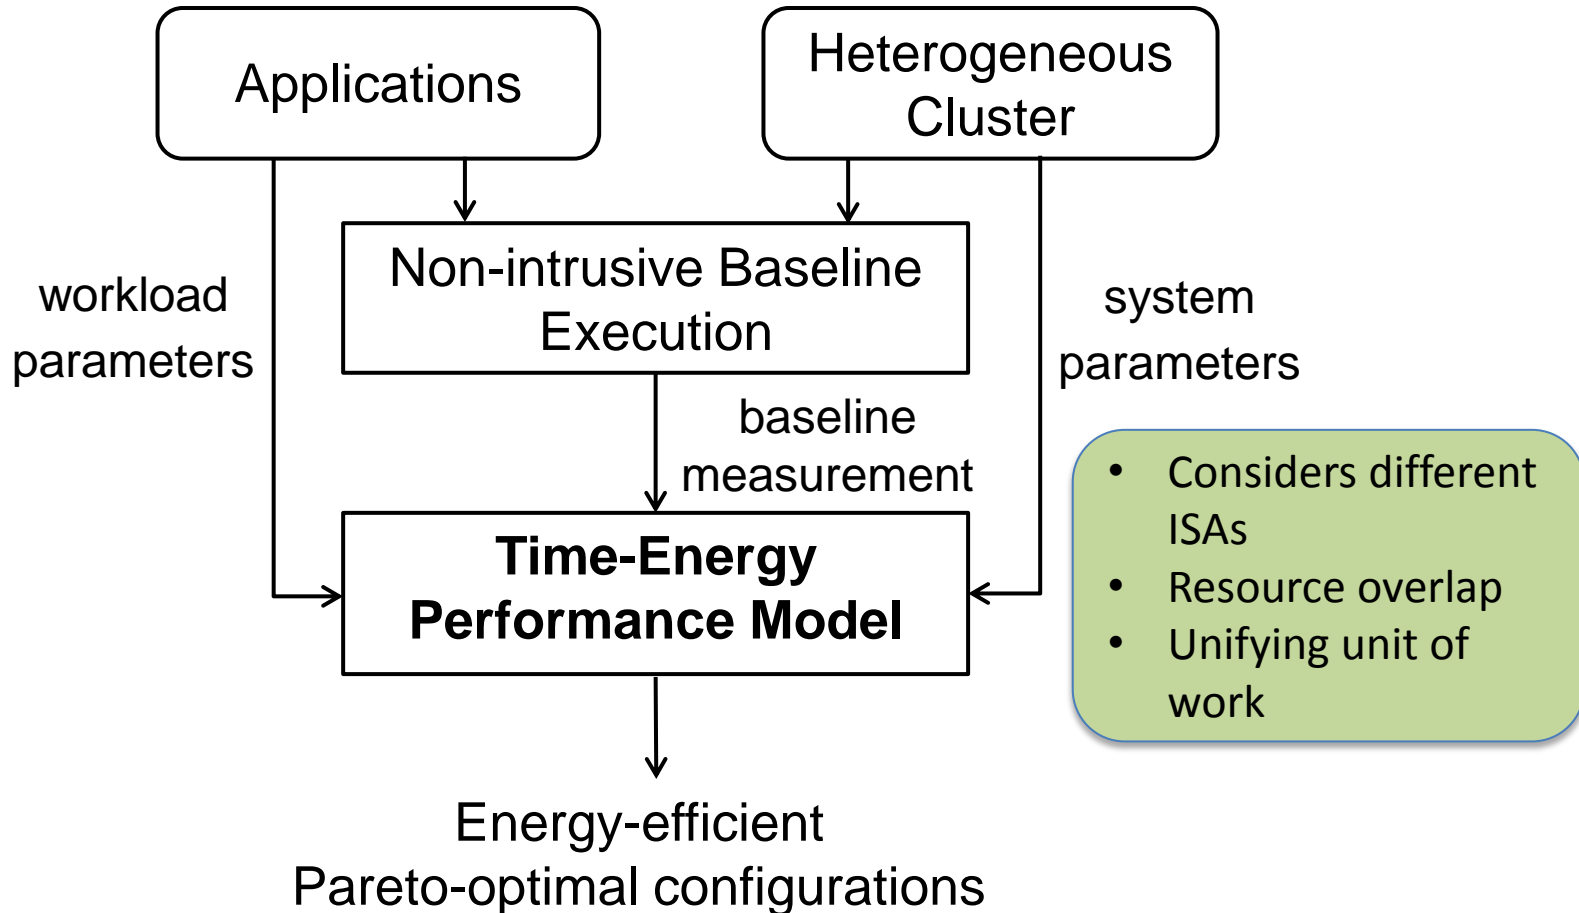 Applications
Heterogeneous
Cluster
Non-intrusive Baseline
Execution
workload
parameters
system
parameters
baseline
measurement
Time-Energy
Performance Model
• Considers different
ISAs
• Resource overlap
• Unifying unit of
work
Energy-efficient
Pareto-optimal configurations